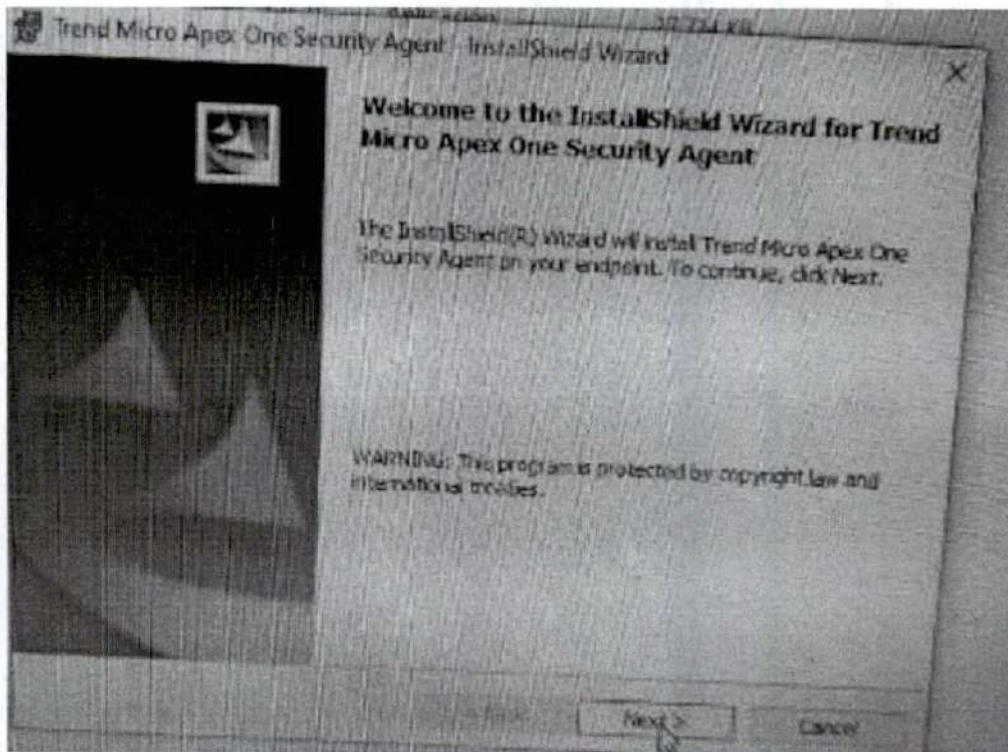 Trend Micro Apex One Security Agent - InstallShield Wizard
Welcome to the InstallShield Wizard for Trend
Micro Apex One Security Agent
The InstallShield(R) Wizard will install Trend Micro Apex One
Security Agent on your endpoint. To continue, click Next.
WARNING: This program is protected by copyright law and
international treaties.
Next >
Cancel